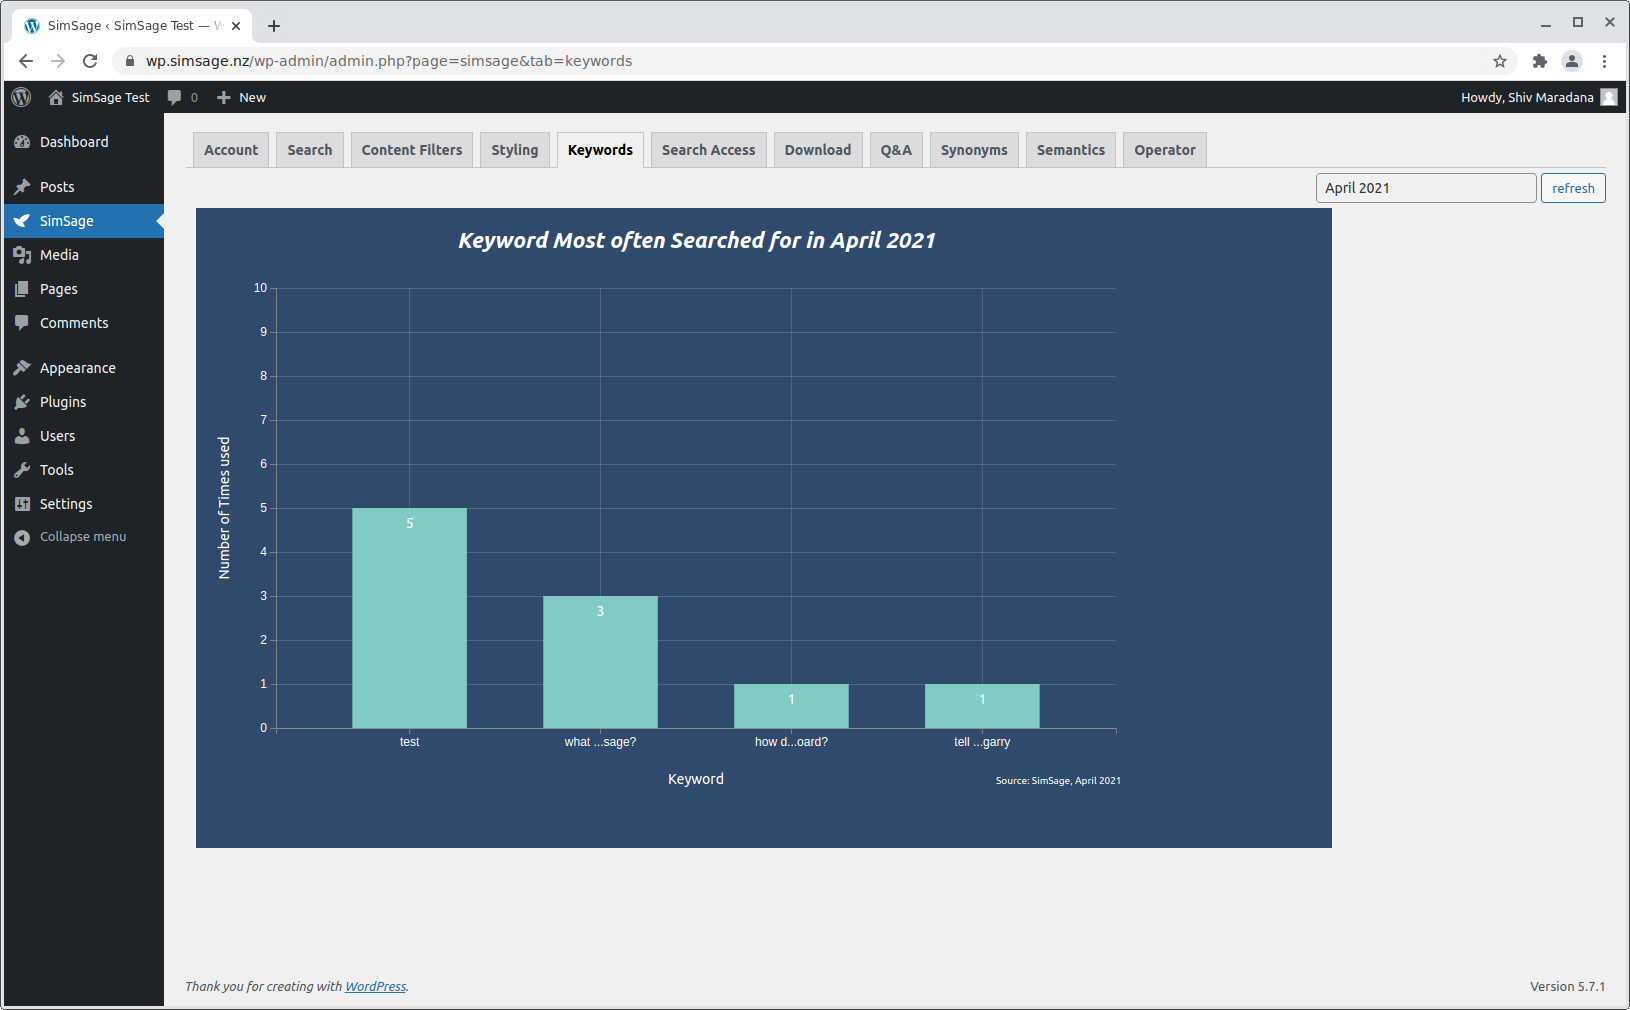 SimSage ‹ SimSage Test — W
wp.simsage.nz/wp-admin/admin.php?page=simsage&tab=keywords
SimSage Test 0 New Howdy, Shiv Maradana
Dashboard
Posts
SimSage
Media
Pages
Comments
Appearance
Plugins
Users
Tools
Settings
Collapse menu
Account Search Content Filters Styling Keywords Search Access Download Q&A Synonyms Semantics Operator
April 2021 refresh
Keyword Most often Searched for in April 2021
Number of Times used
10
9
8
7
6
5
4
3
2
1
0
5
3
1
1
test what ...sage? how d...oard? tell ...garry
Keyword
Source: SimSage, April 2021
Thank you for creating with WordPress.
Version 5.7.1